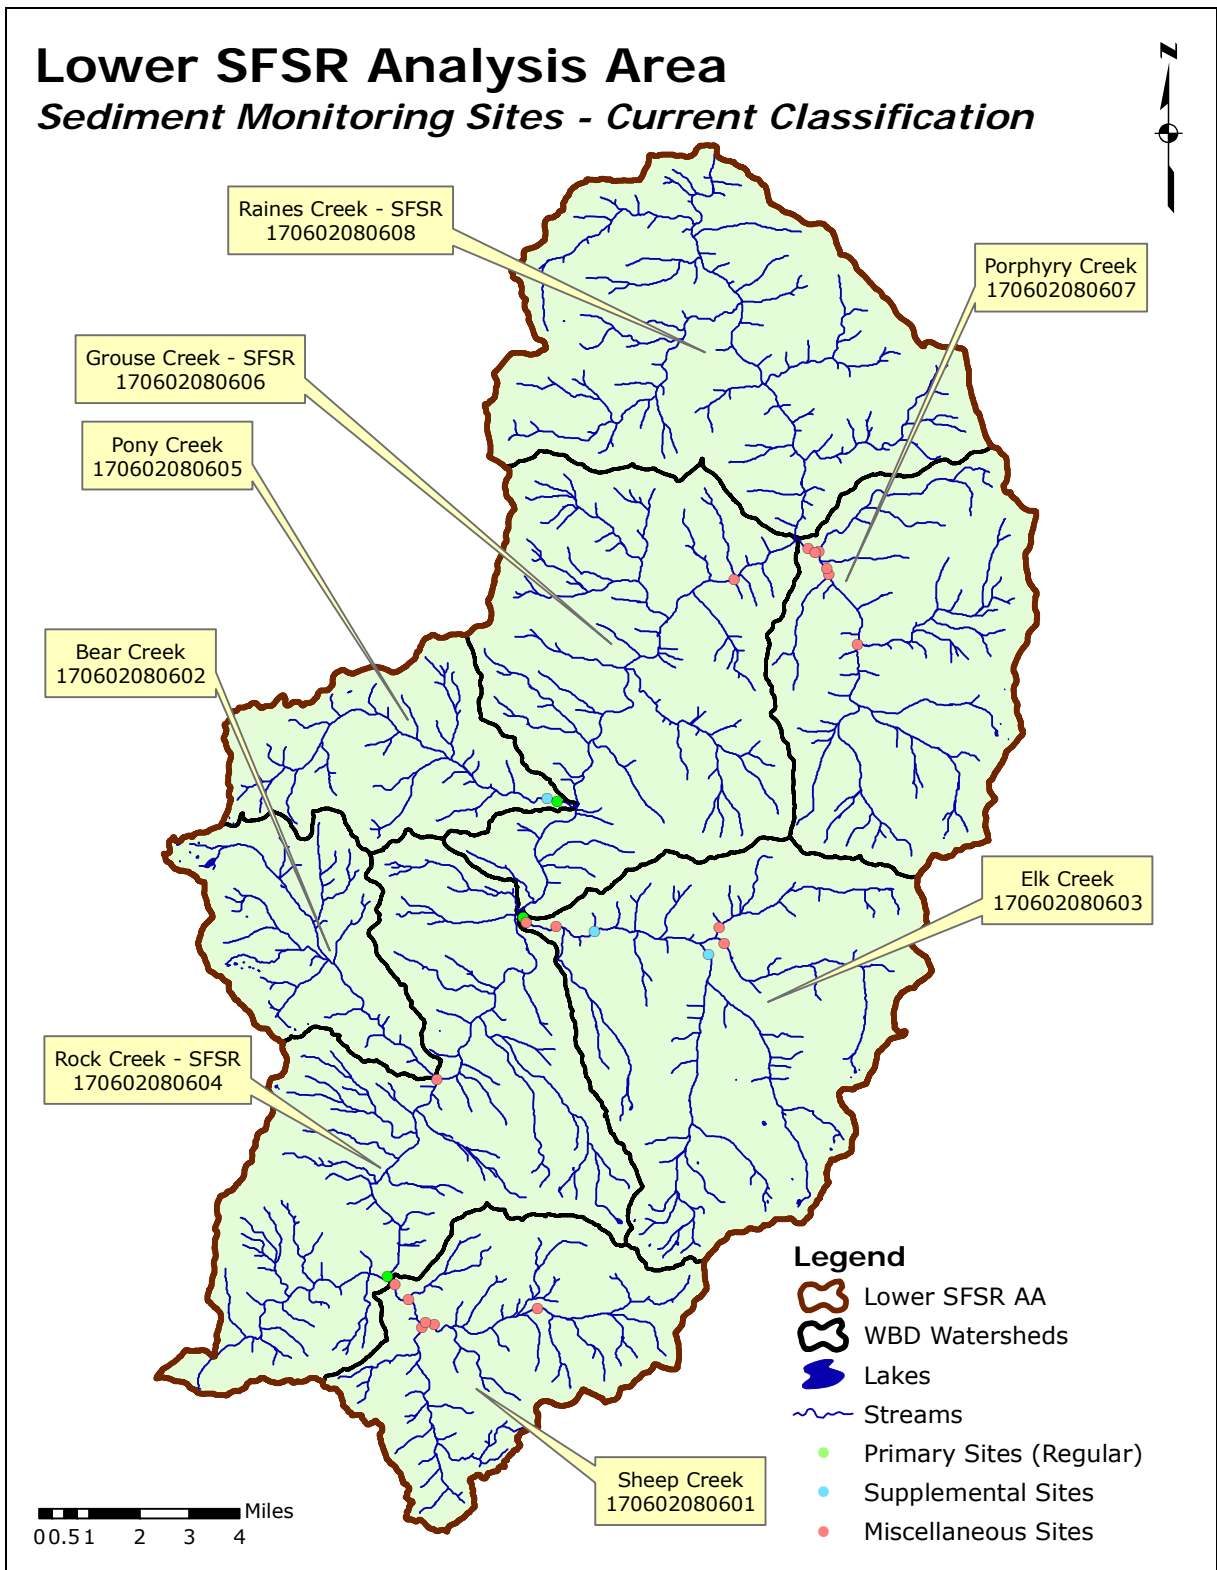 Lower SFSR Analysis Area
Sediment Monitoring Sites - Current Classification
N
Raines Creek - SFSR
170602080608
Porphyry Creek
170602080607
Grouse Creek - SFSR
170602080606
Pony Creek
170602080605
Bear Creek
170602080602
Elk Creek
170602080603
Rock Creek - SFSR
170602080604
Sheep Creek
170602080601
Legend
Lower SFSR AA
WBD Watersheds
Lakes
Streams
Primary Sites (Regular)
Supplemental Sites
Miscellaneous Sites
Miles
0 0.5 1 2 3 4